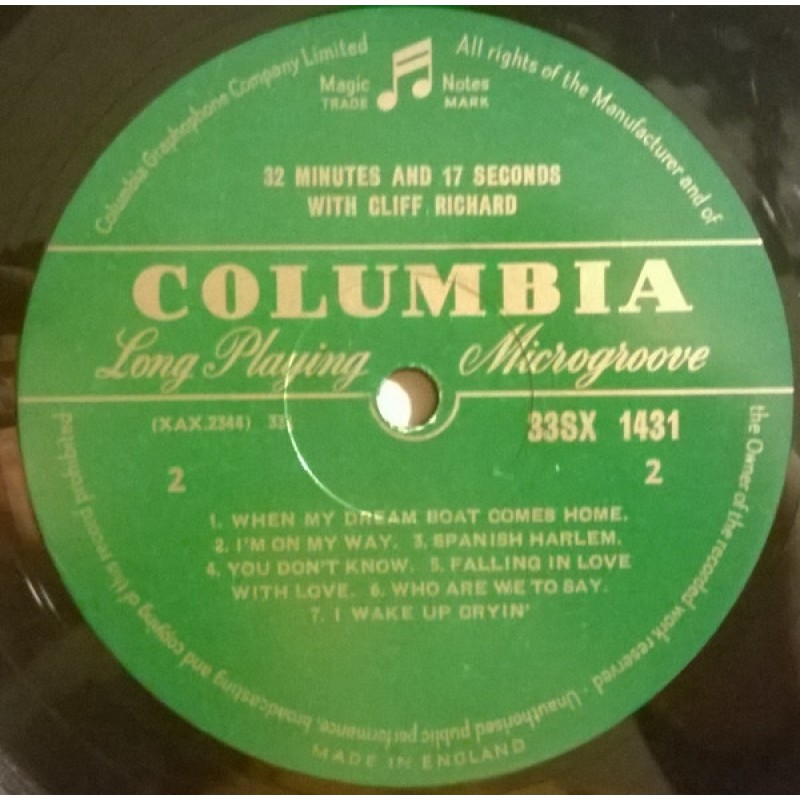 Columbia Graphophone Company Limited
All rights of the Manufacturer and of
the Owner of the recorded work reserved · Unauthorised public performance, broadcasting and copying of this record prohibited
Magic Notes
TRADE MARK
32 MINUTES AND 17 SECONDS
WITH CLIFF RICHARD
COLUMBIA
Long Playing Microgroove
(XAX.2344) 33
33SX 1431
2 2
1. WHEN MY DREAM BOAT COMES HOME.
2. I'M ON MY WAY. 3. SPANISH HARLEM.
4. YOU DON'T KNOW. 5. FALLING IN LOVE
WITH LOVE. 6. WHO ARE WE TO SAY.
7. I WAKE UP CRYIN'
MADE IN ENGLAND